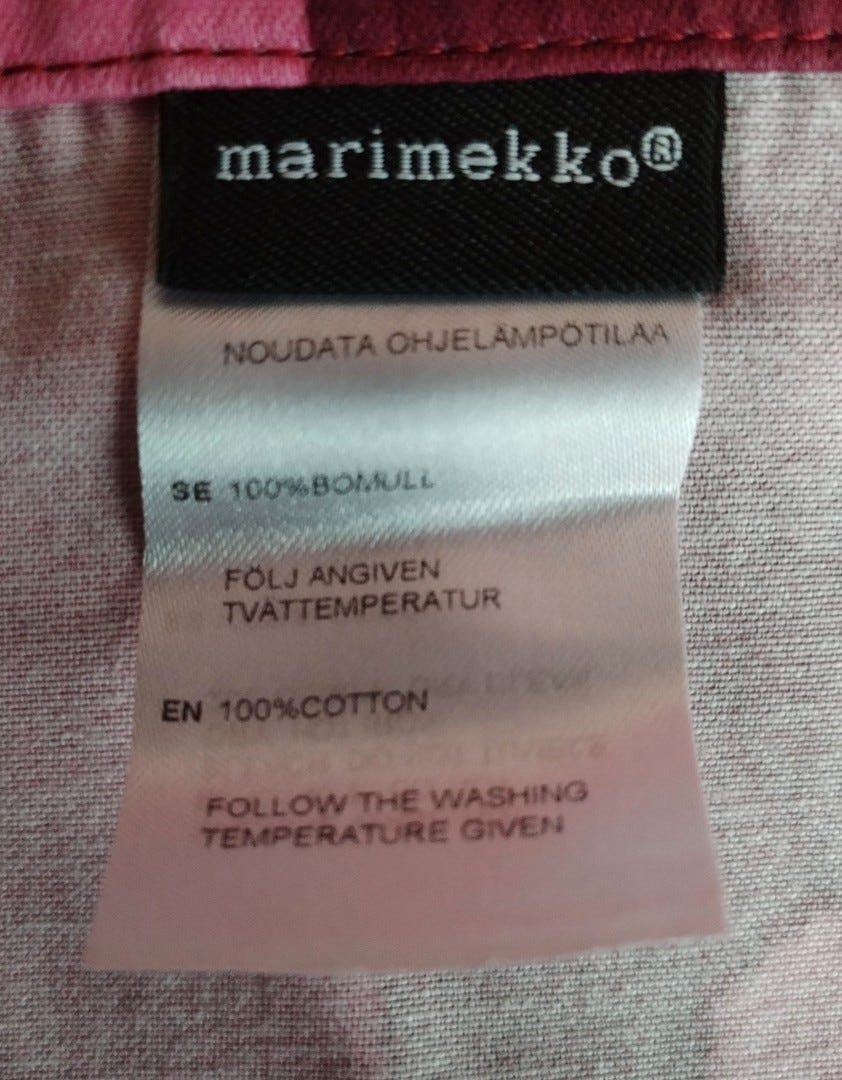 marimekko®
NOUDATA OHJELÄMPÖTILAA
SE 100%BOMULL
FÖLJ ANGIVEN
TVÄTTEMPERATUR
EN 100%COTTON
FOLLOW THE WASHING
TEMPERATURE GIVEN